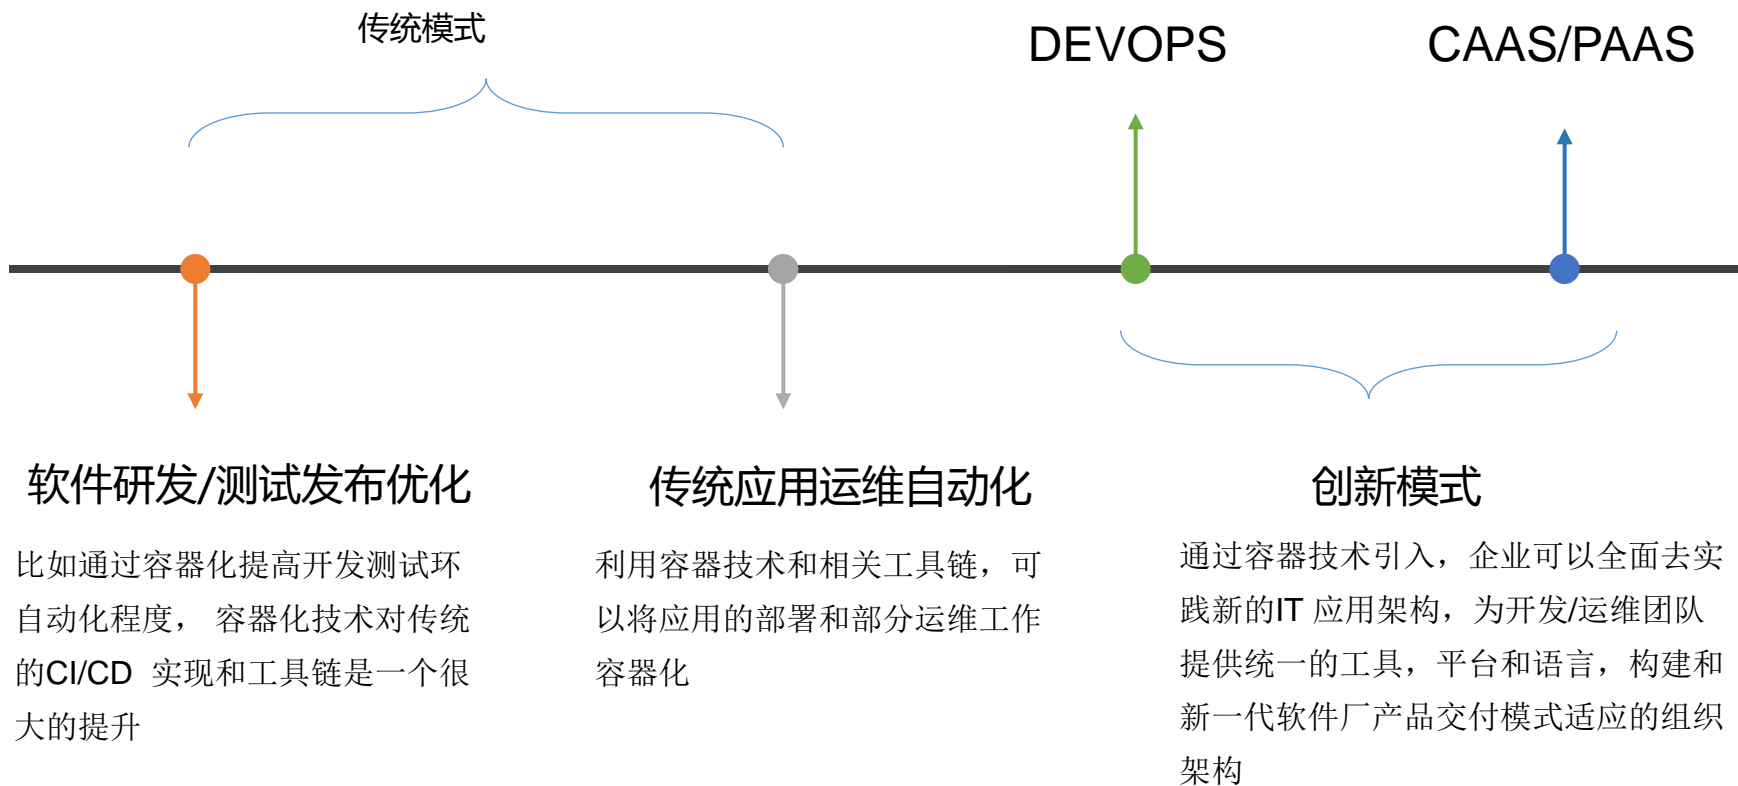 传统模式
DEVOPS
CAAS/PAAS
软件研发/测试发布优化
比如通过容器化提高开发测试环
自动化程度， 容器化技术对传统
的CI/CD 实现和工具链是一个很
大的提升
传统应用运维自动化
利用容器技术和相关工具链，可
以将应用的部署和部分运维工作
容器化
创新模式
通过容器技术引入，企业可以全面去实
践新的IT 应用架构，为开发/运维团队
提供统一的工具，平台和语言，构建和
新一代软件厂产品交付模式适应的组织
架构